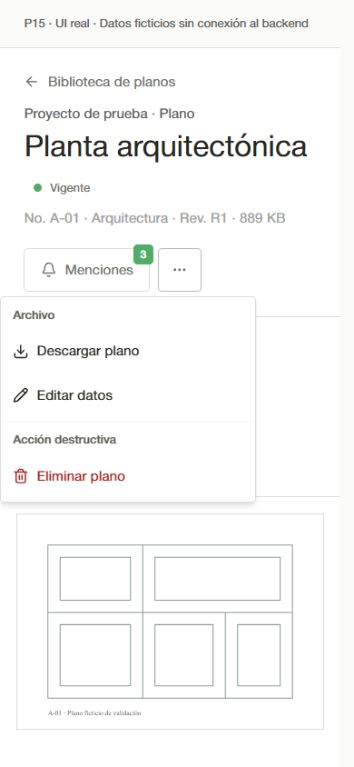 P15 · UI real · Datos ficticios sin conexión al backend
← Biblioteca de planos
Proyecto de prueba · Plano
Planta arquitectónica
Vigente
No. A-01 · Arquitectura · Rev. R1 · 889 KB
Menciones 3 ...
Archivo
Descargar plano
Editar datos
Acción destructiva
Eliminar plano
A-01 · Plano ficticio de validación